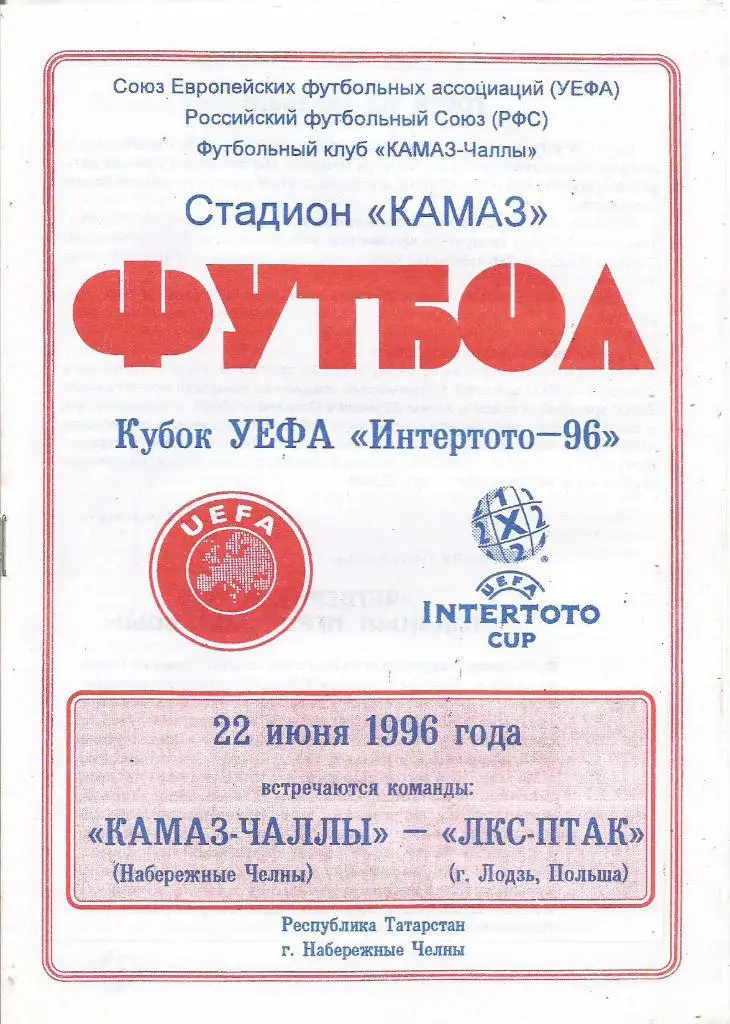 Союз Европейских футбольных ассоциаций (УЕФА)
Российский футбольный Союз (РФС)
Футбольный клуб «КАМАЗ-Чаллы»
Стадион «КАМАЗ»
ФУТБОЛ
Кубок УЕФА «Интертото—96»
UEFA
1
2 X 2
2
®
UEFA
INTERTOTO
CUP
22 июня 1996 года
встречаются команды:
«КАМАЗ-ЧАЛЛЫ» — «ЛКС-ПТАК»
(Набережные Челны) (г. Лодзь, Польша)
Республика Татарстан
г. Набережные Челны